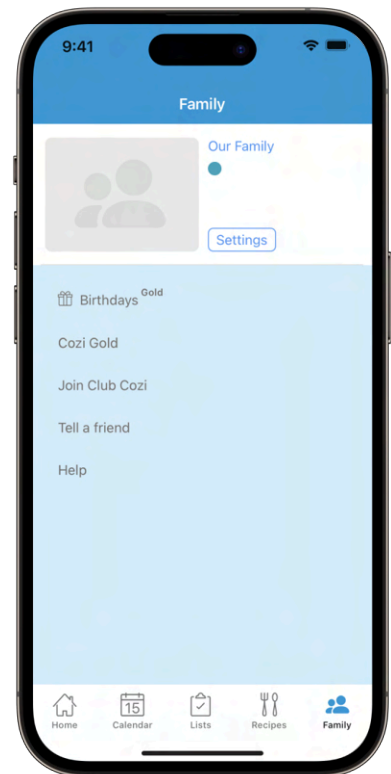 9:41
Family
Our Family
Settings
Birthdays Gold
Cozi Gold
Join Club Cozi
Tell a friend
Help
15
Home Calendar Lists Recipes Family